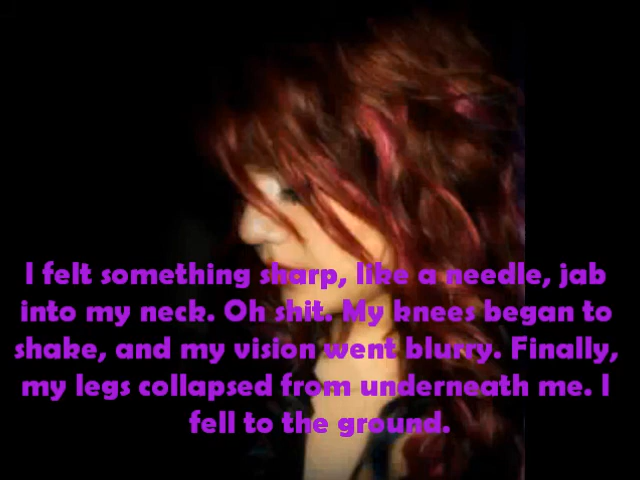 I felt something sharp, like a needle, jab
into my neck. Oh shit. My knees began to
shake, and my vision went blurry. Finally,
my legs collapsed from underneath me. I
fell to the ground.